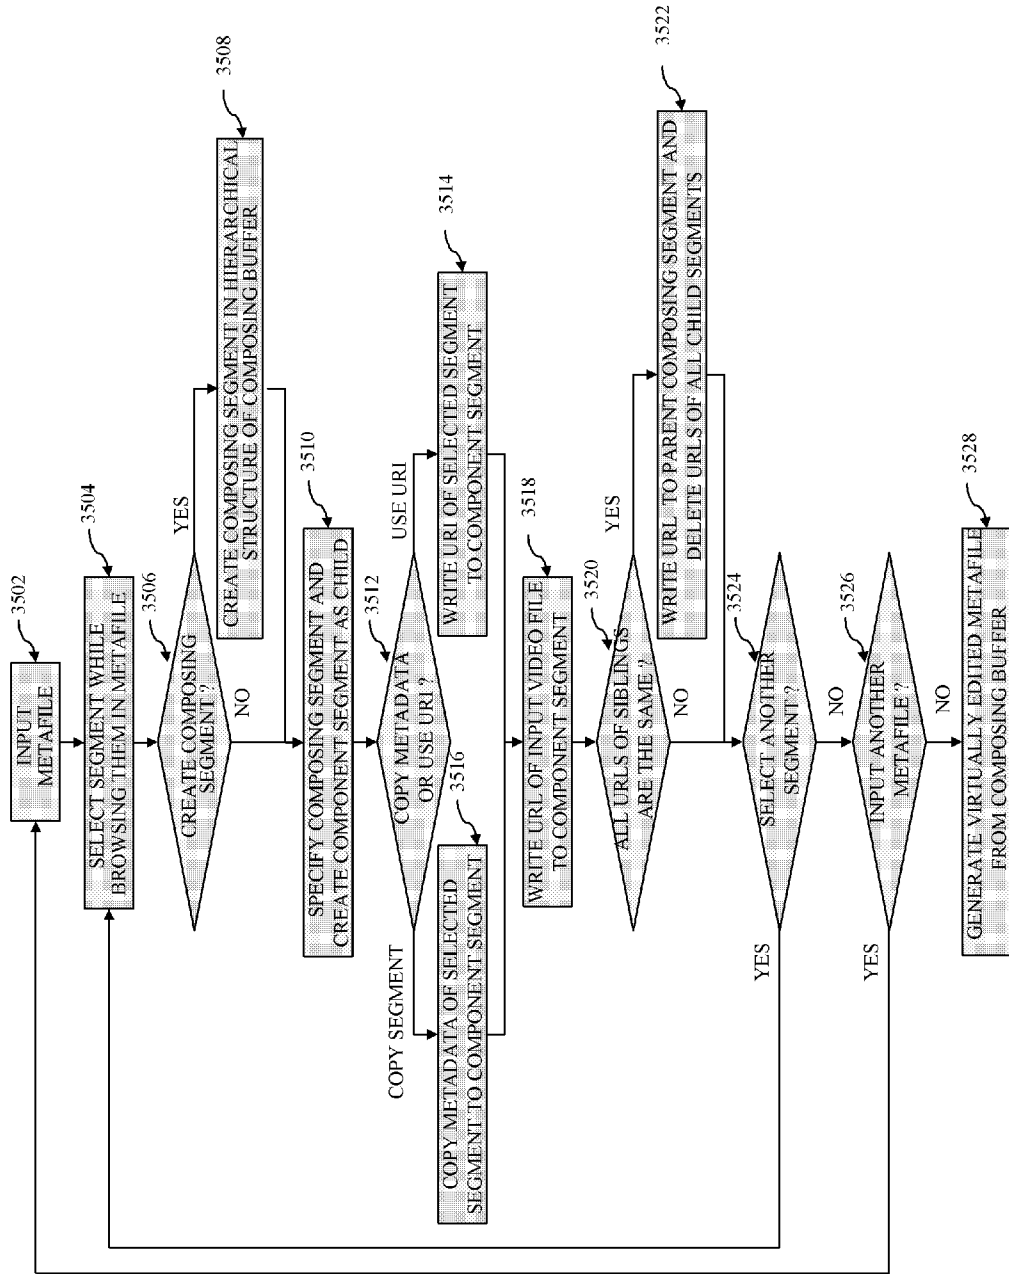 3502
INPUT
METAFILE
3504
SELECT SEGMENT WHILE
BROWSING THEM IN METAFILE
3506
CREATE COMPOSING
SEGMENT ?
YES
NO
3508
CREATE COMPOSING SEGMENT IN HIERARCHICAL
STRUCTURE OF COMPOSING BUFFER
3510
SPECIFY COMPOSING SEGMENT AND
CREATE COMPONENT SEGMENT AS CHILD
3512
COPY METADATA
OR USE URI ?
COPY SEGMENT
USE URI
3516
COPY METADATA OF SELECTED
SEGMENT TO COMPONENT SEGMENT
3514
WRITE URI OF SELECTED SEGMENT
TO COMPONENT SEGMENT
3518
WRITE URL OF INPUT VIDEO FILE
TO COMPONENT SEGMENT
3520
ALL URLS OF SIBLINGS
ARE THE SAME ?
YES
NO
3522
WRITE URL TO PARENT COMPOSING SEGMENT AND
DELETE URLS OF ALL CHILD SEGMENTS
3524
SELECT ANOTHER
SEGMENT?
YES
NO
3526
INPUT ANOTHER
METAFILE ?
YES
NO
3528
GENERATE VIRTUALLY EDITED METAFILE
FROM COMPOSING BUFFER